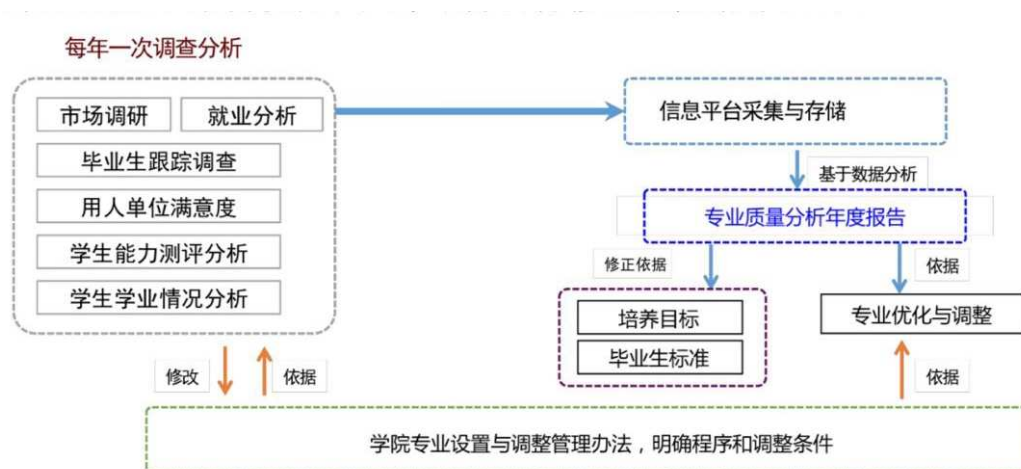 每年一次调查分析
市场调研 就业分析
毕业生跟踪调查
用人单位满意度
学生能力测评分析
学生学业情况分析
信息平台采集与存储
基于数据分析
专业质量分析年度报告
修正依据
依据
培养目标
毕业生标准
专业优化与调整
修改
依据
依据
学院专业设置与调整管理办法，明确程序和调整条件